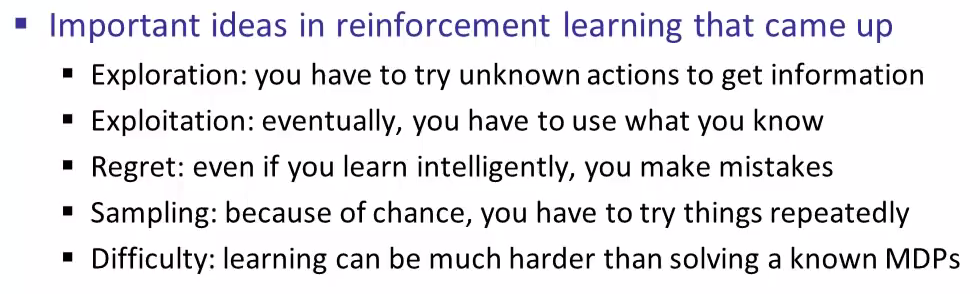 ▪ Important ideas in reinforcement learning that came up
▪ Exploration: you have to try unknown actions to get information
▪ Exploitation: eventually, you have to use what you know
▪ Regret: even if you learn intelligently, you make mistakes
▪ Sampling: because of chance, you have to try things repeatedly
▪ Difficulty: learning can be much harder than solving a known MDPs